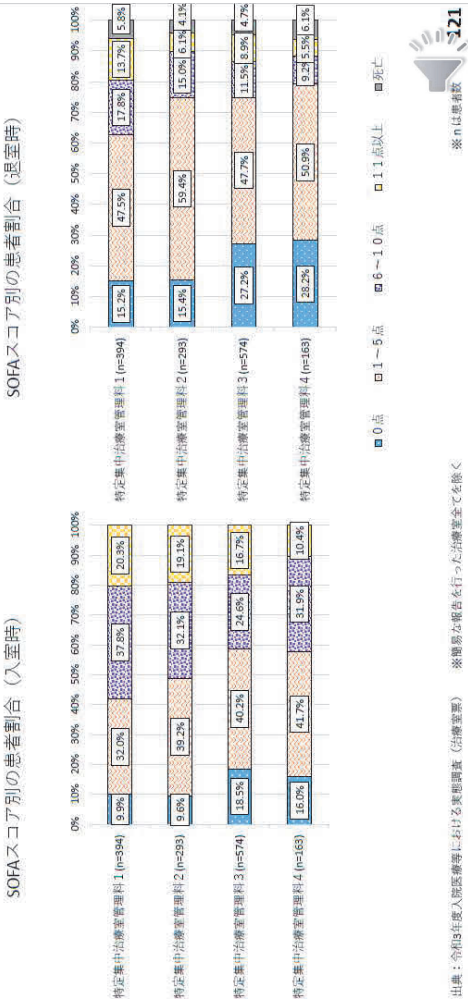 SOFAスコア別の患者割合（入室時）
0% 10% 20% 30% 40% 50% 60% 70% 80% 90% 100%
特定集中治療室管理料１(n=394) 9.9% 32.0% 37.8% 20.3%
特定集中治療室管理料２(n=293) 9.6% 39.2% 32.1% 19.1%
特定集中治療室管理料３(n=574) 18.5% 40.2% 24.6% 16.7%
特定集中治療室管理料４(n=163) 16.0% 41.7% 31.9% 10.4%
SOFAスコア別の患者割合（退室時）
0% 10% 20% 30% 40% 50% 60% 70% 80% 90% 100%
特定集中治療室管理料１(n=394) 15.2% 47.5% 17.8% 13.7% 5.8%
特定集中治療室管理料２(n=293) 15.4% 59.4% 15.0% 6.1% 4.1%
特定集中治療室管理料３(n=574) 27.2% 47.7% 11.5% 8.9% 4.7%
特定集中治療室管理料４(n=163) 28.2% 50.9% 9.2% 5.5% 6.1%
０点 １～５点 ６～１０点 １１点以上 死亡
出典：令和3年度入院医療等における実態調査（治療室票） ※簡易な報告を行った治療室全てを除く
※ｎは患者数
121